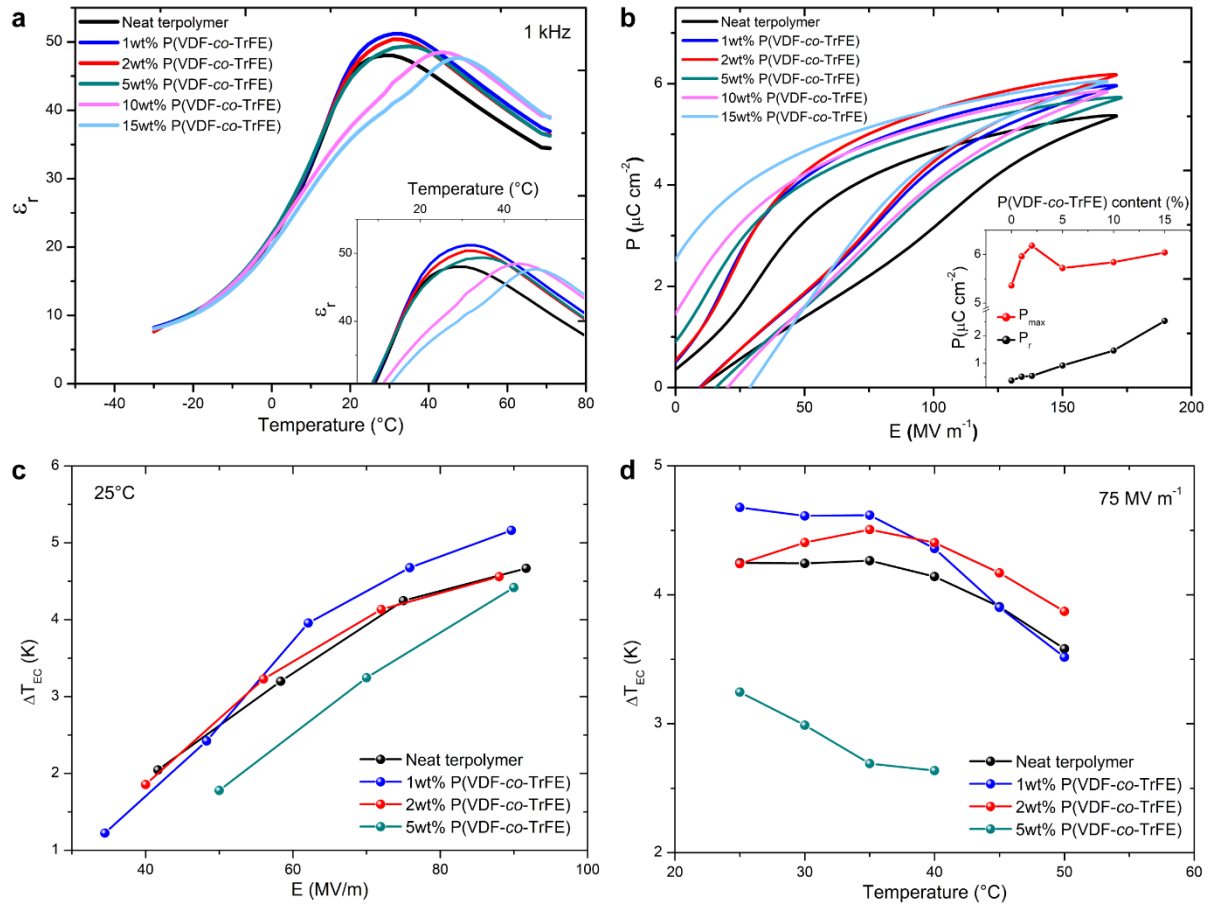 a
1 kHz
Neat terpolymer
1wt% P(VDF-co-TrFE)
2wt% P(VDF-co-TrFE)
5wt% P(VDF-co-TrFE)
10wt% P(VDF-co-TrFE)
15wt% P(VDF-co-TrFE)
εr
60
50
40
30
20
10
0
-40
-20
0
20
40
60
80
Temperature (°C)
Temperature (°C)
20
40
εr
50
40
b
Neat terpolymer
1wt% P(VDF-co-TrFE)
2wt% P(VDF-co-TrFE)
5wt% P(VDF-co-TrFE)
10wt% P(VDF-co-TrFE)
15wt% P(VDF-co-TrFE)
P (μC cm⁻²)
8
6
4
2
0
0
50
100
150
200
E (MV m⁻¹)
P(VDF-co-TrFE) content (%)
0
5
10
15
P(μC cm⁻²)
6
5
1
Pmax
Pr
c
25°C
ΔTEC (K)
6
5
4
3
2
1
40
60
80
100
E (MV/m)
Neat terpolymer
1wt% P(VDF-co-TrFE)
2wt% P(VDF-co-TrFE)
5wt% P(VDF-co-TrFE)
d
75 MV m⁻¹
ΔTEC (K)
5
4
3
2
20
30
40
50
60
Temperature (°C)
Neat terpolymer
1wt% P(VDF-co-TrFE)
2wt% P(VDF-co-TrFE)
5wt% P(VDF-co-TrFE)